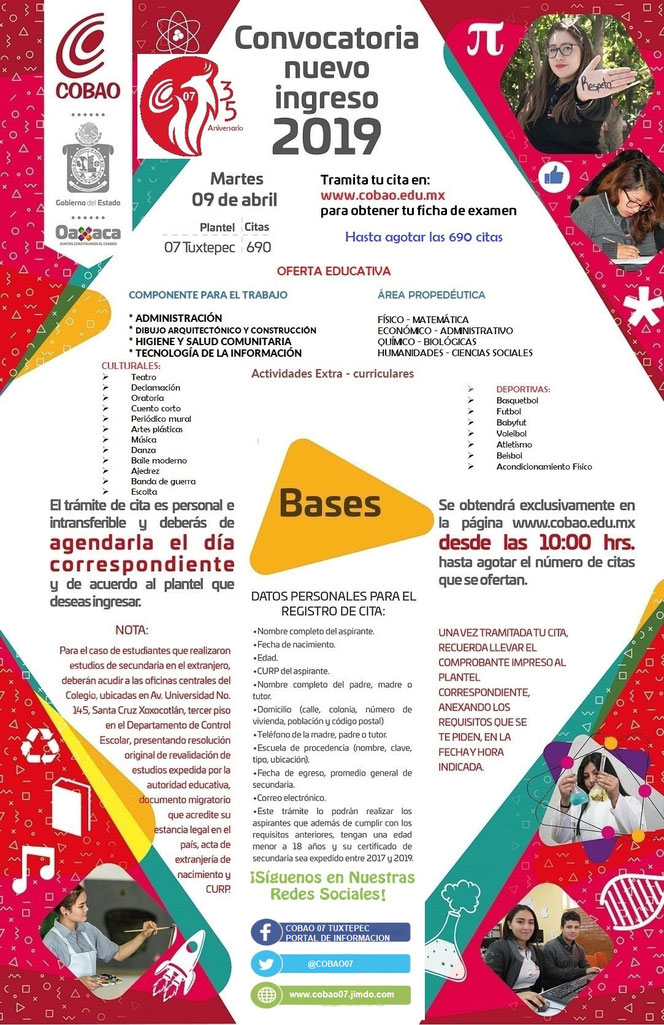 COBAO
Gobierno del Estado
Oaxaca
JUNTOS CONSTRUIMOS EL CAMBIO
07
35
Aniversario
Convocatoria
nuevo
ingreso
2019
π
Respeto
Martes
09 de abril
Plantel Citas
07 Tuxtepec 690
Tramita tu cita en:
www.cobao.edu.mx
para obtener tu ficha de examen
Hasta agotar las 690 citas
OFERTA EDUCATIVA
COMPONENTE PARA EL TRABAJO
* ADMINISTRACIÓN
* DIBUJO ARQUITECTÓNICO Y CONSTRUCCIÓN
* HIGIENE Y SALUD COMUNITARIA
* TECNOLOGÍA DE LA INFORMACIÓN
ÁREA PROPEDÉUTICA
FÍSICO - MATEMÁTICA
ECONÓMICO - ADMINISTRATIVO
QUÍMICO - BIOLÓGICAS
HUMANIDADES - CIENCIAS SOCIALES
Actividades Extra - curriculares
CULTURALES:
➢ Teatro
➢ Declamación
➢ Oratoria
➢ Cuento corto
➢ Periódico mural
➢ Artes plásticas
➢ Música
➢ Danza
➢ Baile moderno
➢ Ajedrez
➢ Banda de guerra
➢ Escolta
➢ DEPORTIVAS:
➢ Basquetbol
➢ Futbol
➢ Babyfut
➢ Voleibol
➢ Atletismo
➢ Beisbol
➢ Acondicionamiento Físico
Bases
El trámite de cita es personal e
intransferible y deberás de
agendarla el día
correspondiente
y de acuerdo al plantel que
deseas ingresar.
Se obtendrá exclusivamente en
la página www.cobao.edu.mx
desde las 10:00 hrs.
hasta agotar el número de citas
que se ofertan.
NOTA:
Para el caso de estudiantes que realizaron
estudios de secundaria en el extranjero,
deberán acudir a las oficinas centrales del
Colegio, ubicadas en Av. Universidad No.
145, Santa Cruz Xoxocotlán, tercer piso
en el Departamento de Control
Escolar, presentando resolución
original de revalidación de
estudios expedida por la
autoridad educativa,
documento migratorio
que acredite su
estancia legal en el
país, acta de
extranjería de
nacimiento y
CURP.
DATOS PERSONALES PARA EL
REGISTRO DE CITA:
•Nombre completo del aspirante.
•Fecha de nacimiento.
•Edad.
•CURP del aspirante.
•Nombre completo del padre, madre o
tutor.
•Domicilio (calle, colonia, número de
vivienda, población y código postal)
•Teléfono de la madre, padre o tutor.
•Escuela de procedencia (nombre, clave,
tipo, ubicación).
•Fecha de egreso, promedio general de
secundaria.
•Correo electrónico.
•Este trámite lo podrán realizar los
aspirantes que además de cumplir con los
requisitos anteriores, tengan una edad
menor a 18 años y su certificado de
secundaria sea expedido entre 2017 y 2019.
UNA VEZ TRAMITADA TU CITA,
RECUERDA LLEVAR EL
COMPROBANTE IMPRESO AL
PLANTEL
CORRESPONDIENTE,
ANEXANDO LOS
REQUISITOS QUE SE
TE PIDEN, EN LA
FECHA Y HORA
INDICADA.
¡Síguenos en Nuestras
Redes Sociales!
COBAO 07 TUXTEPEC
PORTAL DE INFORMACION
@COBAO07
www.cobao07.jimdo.com